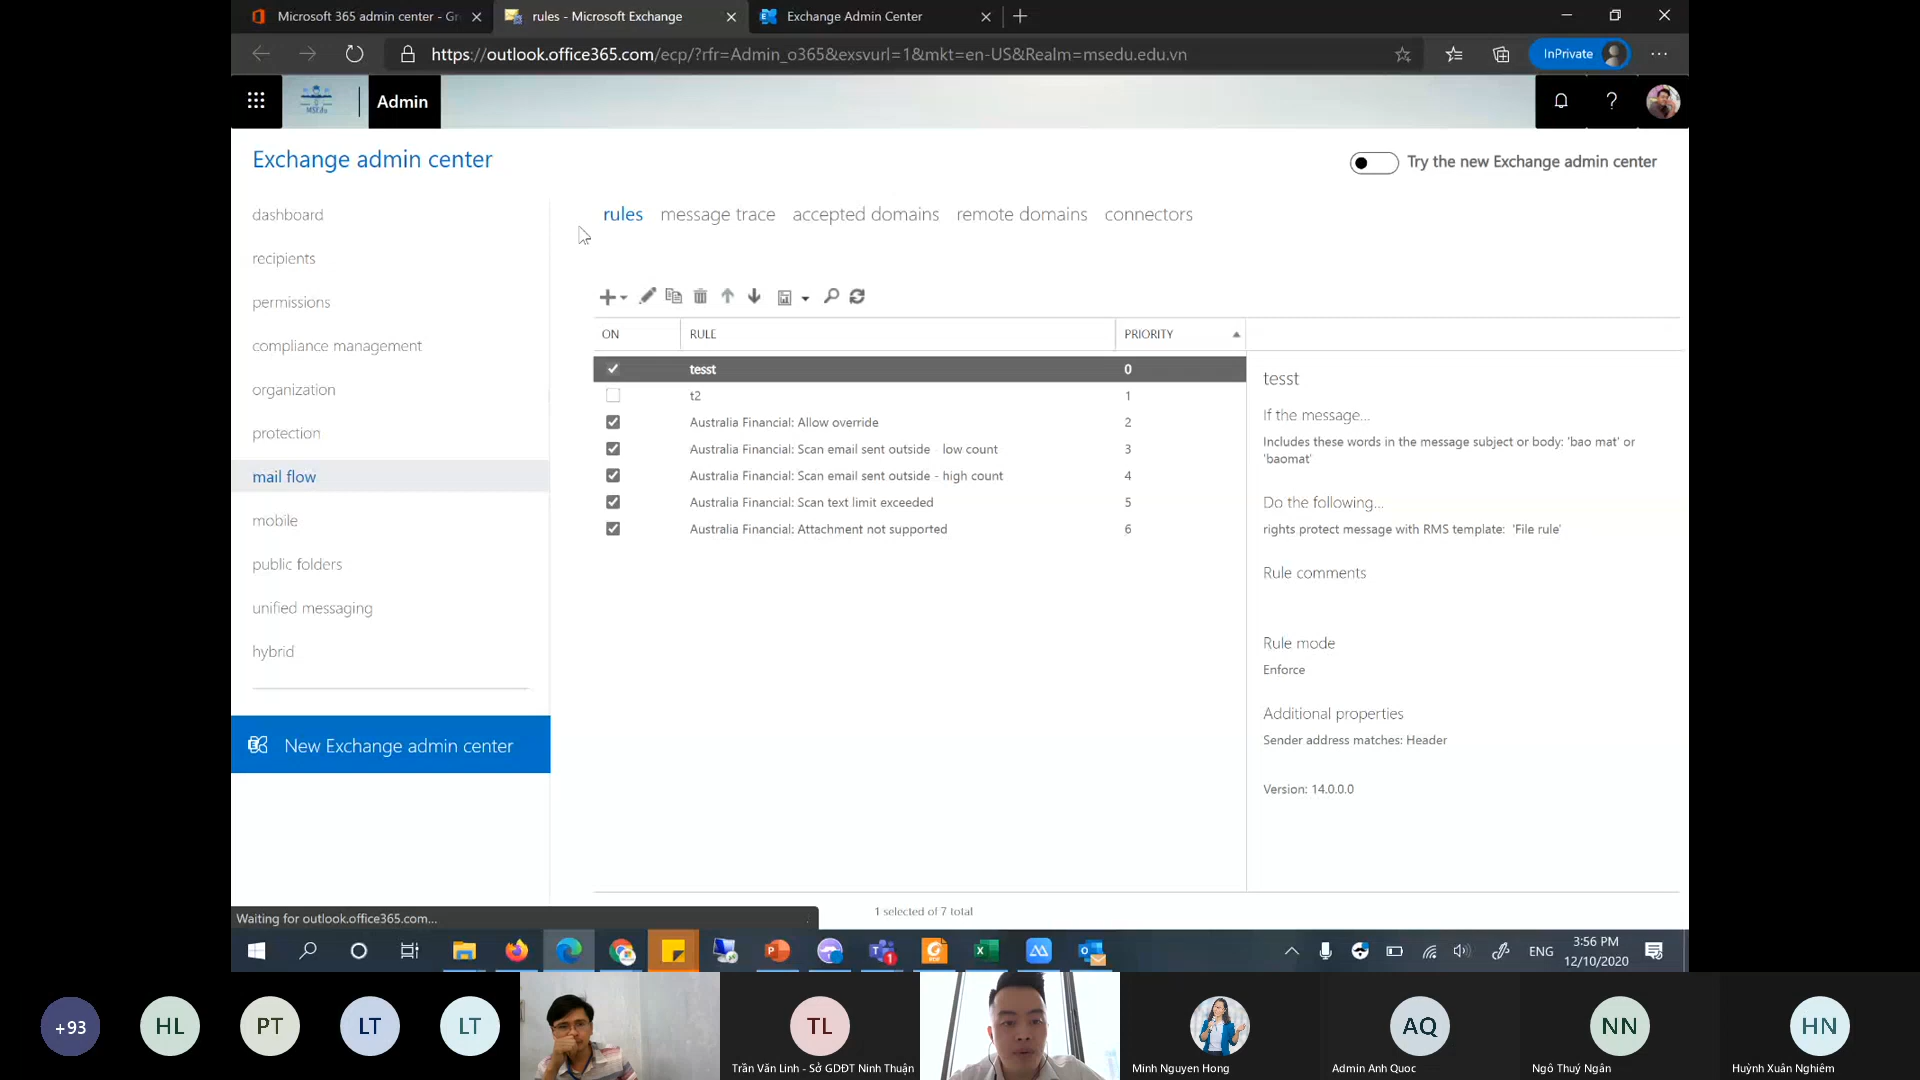 Microsoft 365 admin center - Gr
rules - Microsoft Exchange
Exchange Admin Center
https://outlook.office365.com/ecp/?rfr=Admin_o365&exsvurl=1&mkt=en-US&Realm=msedu.edu.vn
InPrivate
MSEdu
Admin
?
Exchange admin center
Try the new Exchange admin center
dashboard
recipients
permissions
compliance management
organization
protection
mail flow
mobile
public folders
unified messaging
hybrid
New Exchange admin center
rules message trace accepted domains remote domains connectors
ON RULE PRIORITY
tesst 0
t2 1
Australia Financial: Allow override 2
Australia Financial: Scan email sent outside low count 3
Australia Financial: Scan email sent outside - high count 4
Australia Financial: Scan text limit exceeded 5
Australia Financial: Attachment not supported 6
tesst
If the message...
Includes these words in the message subject or body: 'bao mat' or
'baomat'
Do the following...
rights protect message with RMS template: 'File rule'
Rule comments
Rule mode
Enforce
Additional properties
Sender address matches: Header
Version: 14.0.0.0
1 selected of 7 total
Waiting for outlook.office365.com...
ENG
3:56 PM
12/10/2020
+93
HL
PT
LT
LT
TL
Trần Văn Linh - Sở GDĐT Ninh Thuận
Minh Nguyen Hong
AQ
Admin Anh Quoc
NN
Ngô Thuý Ngân
HN
Huỳnh Xuân Nghiêm